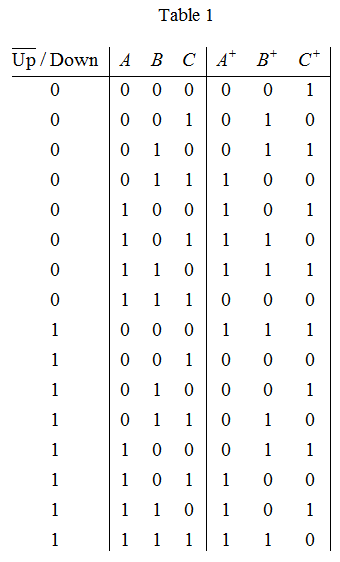 Table 1
U̅p̅ / Down A B C A⁺ B⁺ C⁺
0 0 0 0 0 0 1
0 0 0 1 0 1 0
0 0 1 0 0 1 1
0 0 1 1 1 0 0
0 1 0 0 1 0 1
0 1 0 1 1 1 0
0 1 1 0 1 1 1
0 1 1 1 0 0 0
1 0 0 0 1 1 1
1 0 0 1 0 0 0
1 0 1 0 0 0 1
1 0 1 1 0 1 0
1 1 0 0 0 1 1
1 1 0 1 1 0 0
1 1 1 0 1 0 1
1 1 1 1 1 1 0